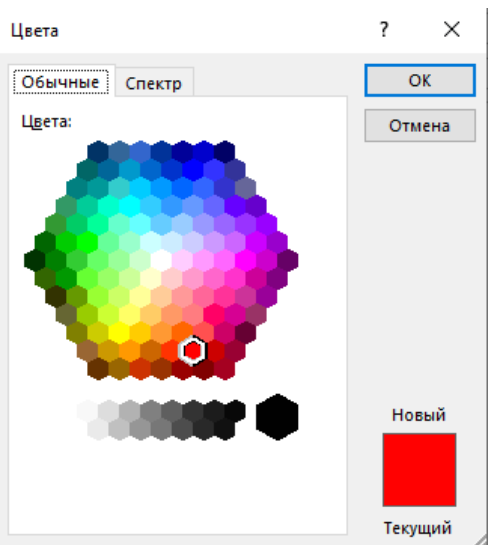 Цвета
?
Обычные
Спектр
ОК
Цвета:
Отмена
Новый
Текущий